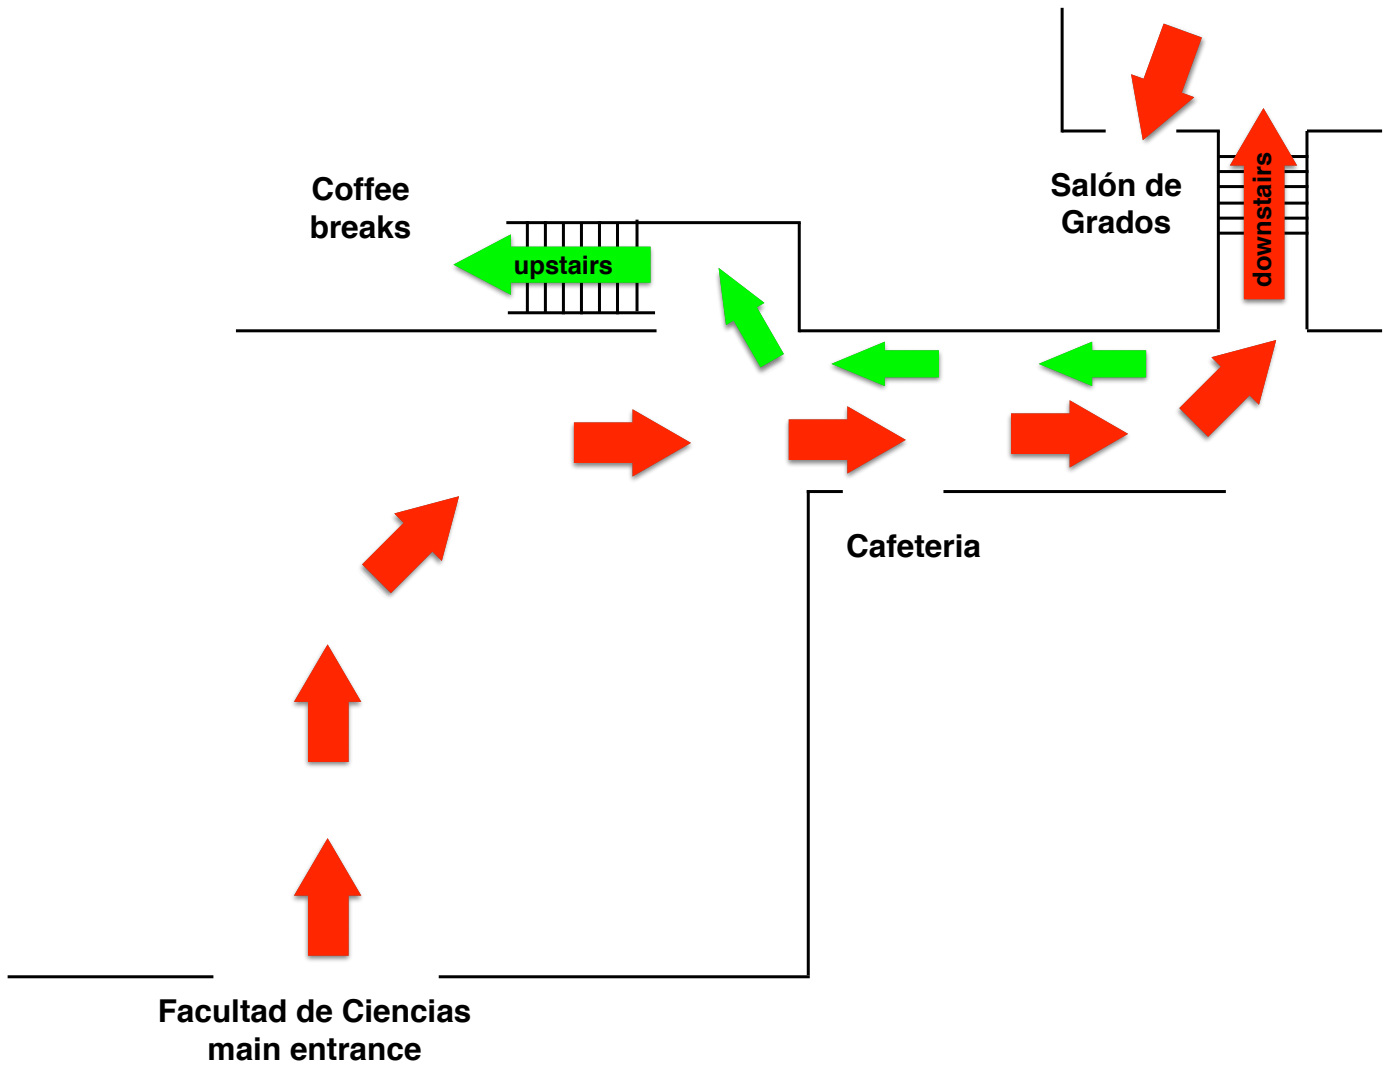 Coffee
breaks
upstairs
Salón de
Grados
downstairs
Cafeteria
Facultad de Ciencias
main entrance